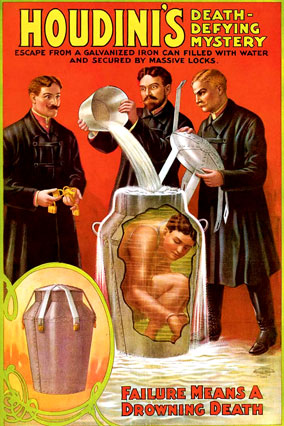 HOUDINI'S
DEATH-
DEFYING
MYSTERY
ESCAPE FROM A GALVANIZED IRON CAN FILLED WITH WATER
AND SECURED BY MASSIVE LOCKS.
FAILURE MEANS A
DROWNING DEATH